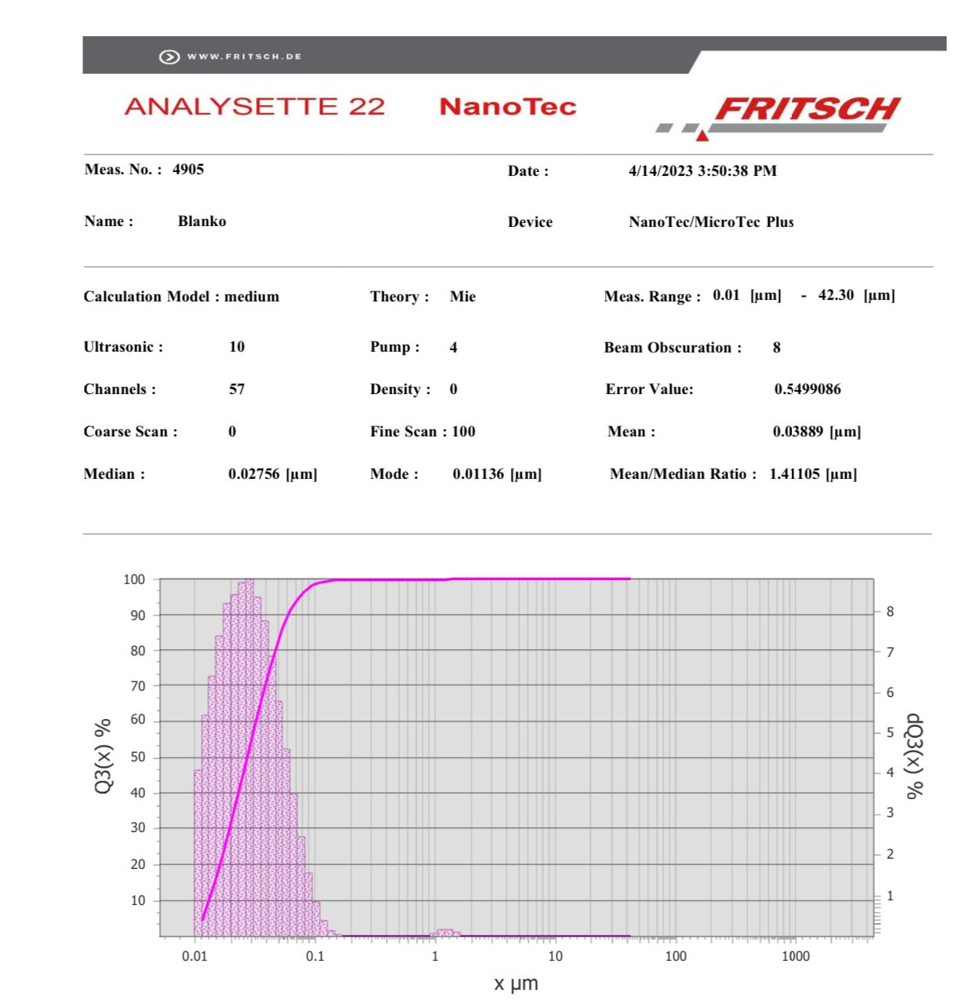 WWW.FRITSCH.DE
ANALYSETTE 22 NanoTec FRITSCH
Meas. No. : 4905 Date : 4/14/2023 3:50:38 PM
Name : Blanko Device NanoTec/MicroTec Plus
Calculation Model : medium Theory : Mie Meas. Range : 0.01 [µm] - 42.30 [µm]
Ultrasonic : 10 Pump : 4 Beam Obscuration : 8
Channels : 57 Density : 0 Error Value: 0.5499086
Coarse Scan : 0 Fine Scan : 100 Mean : 0.03889 [µm]
Median : 0.02756 [µm] Mode : 0.01136 [µm] Mean/Median Ratio : 1.41105 [µm]
100
90 8
80 7
70 6
60 5
50 4
40 3
30 2
20 1
10
Q3(x) %
dQ3(x) %
0.01 0.1 1 10 100 1000
x µm